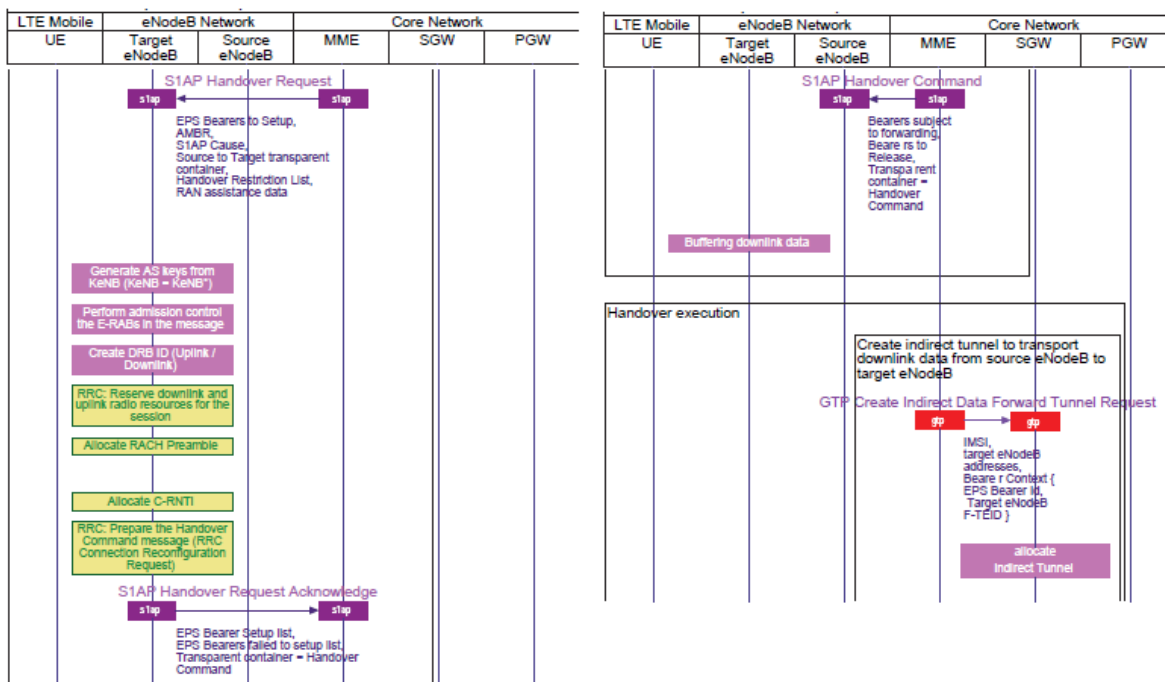 LTE Mobile eNodeB Network Core Network
UE Target eNodeB Source eNodeB MME SGW PGW
S1AP Handover Request
s1ap s1ap
EPS Bearers to Setup,
AMBR,
S1AP Cause,
Source to Target transparent
container,
Handover Restriction List,
RAN assistance data
Generate AS keys from
KeNB (KeNB = KeNB*)
Perform admission control
the E-RABs in the message
Create DRB ID (Uplink /
Downlink)
RRC: Reserve downlink and
uplink radio resources for the
session
Allocate RACH Preamble
Allocate C-RNTI
RRC: Prepare the Handover
Command message (RRC
Connection Reconfiguration
Request)
S1AP Handover Request Acknowledge
s1ap s1ap
EPS Bearer Setup list,
EPS Bearers failed to setup list,
Transparent container = Handover
Command
LTE Mobile eNodeB Network Core Network
UE Target eNodeB Source eNodeB MME SGW PGW
S1AP Handover Command
s1ap s1ap
Bearers subject
to forwarding,
Beare rs to
Release,
Transpa rent
container =
Handover
Command
Buffering downlink data
Handover execution
Create indirect tunnel to transport
downlink data from source eNodeB to
target eNodeB
GTP Create Indirect Data Forward Tunnel Request
gtp gtp
IMSI,
target eNodeB
addresses,
Beare r Context {
EPS Bearer Id,
Target eNodeB
F-TEID }
allocate
Indirect Tunnel